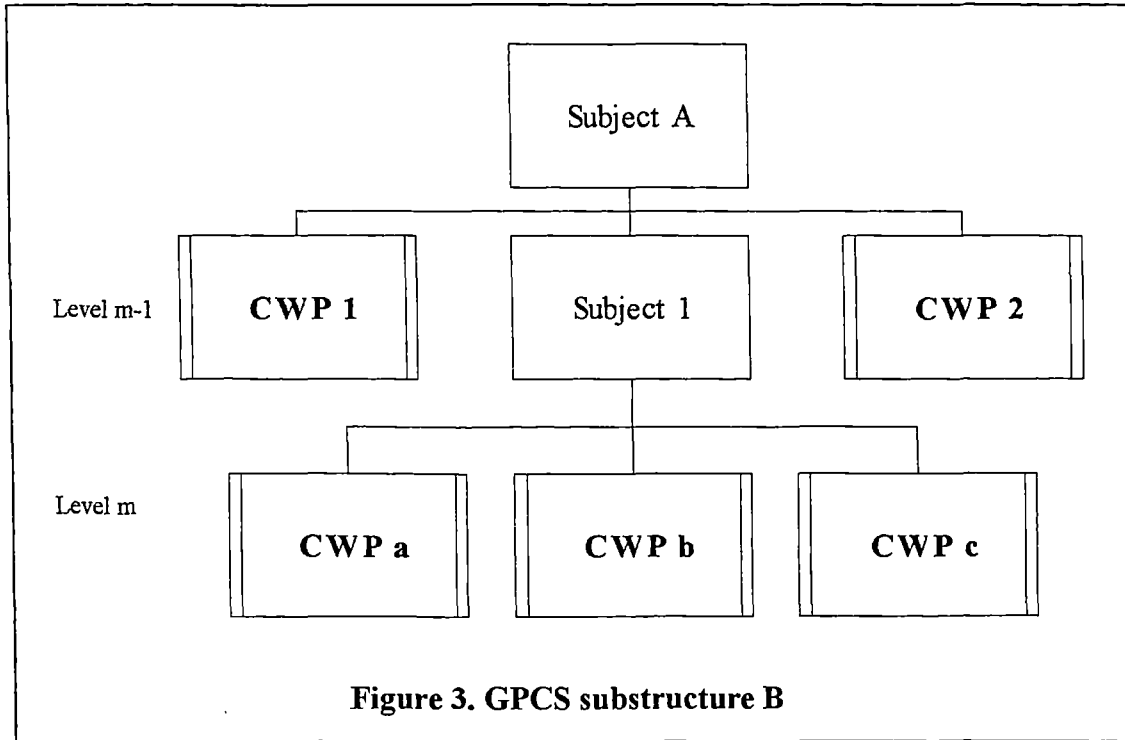 Subject A
Level m-1
CWP 1
Subject 1
CWP 2
Level m
CWP a
CWP b
CWP c
Figure 3. GPCS substructure B